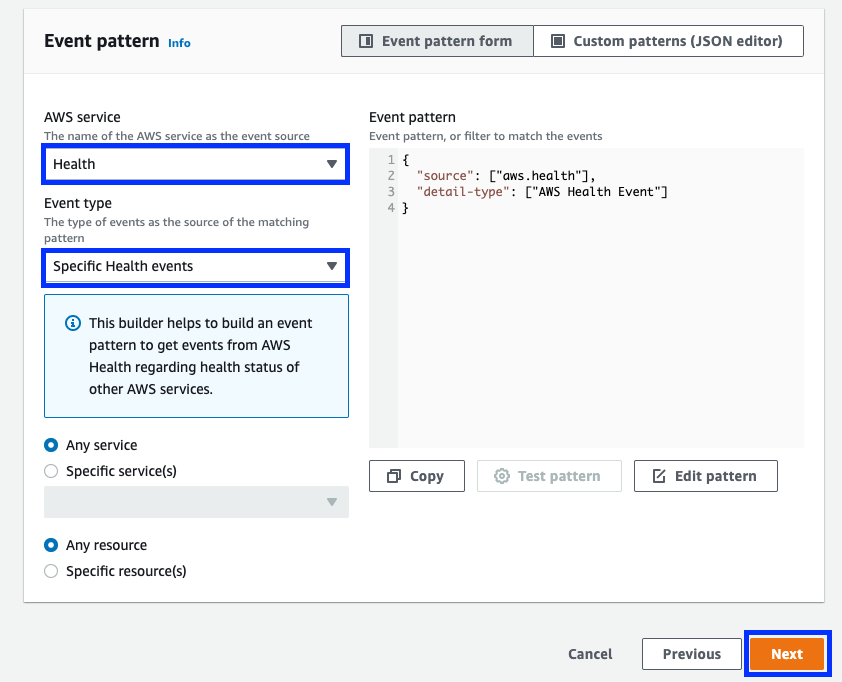 Event pattern Info
Event pattern form
Custom patterns (JSON editor)
AWS service
The name of the AWS service as the event source
Health
Event type
The type of events as the source of the matching
pattern
Specific Health events
This builder helps to build an event
pattern to get events from AWS
Health regarding health status of
other AWS services.
Any service
Specific service(s)
Any resource
Specific resource(s)
Event pattern
Event pattern, or filter to match the events
1 {
2 "source": ["aws.health"],
3 "detail-type": ["AWS Health Event"]
4 }
Copy
Test pattern
Edit pattern
Cancel
Previous
Next